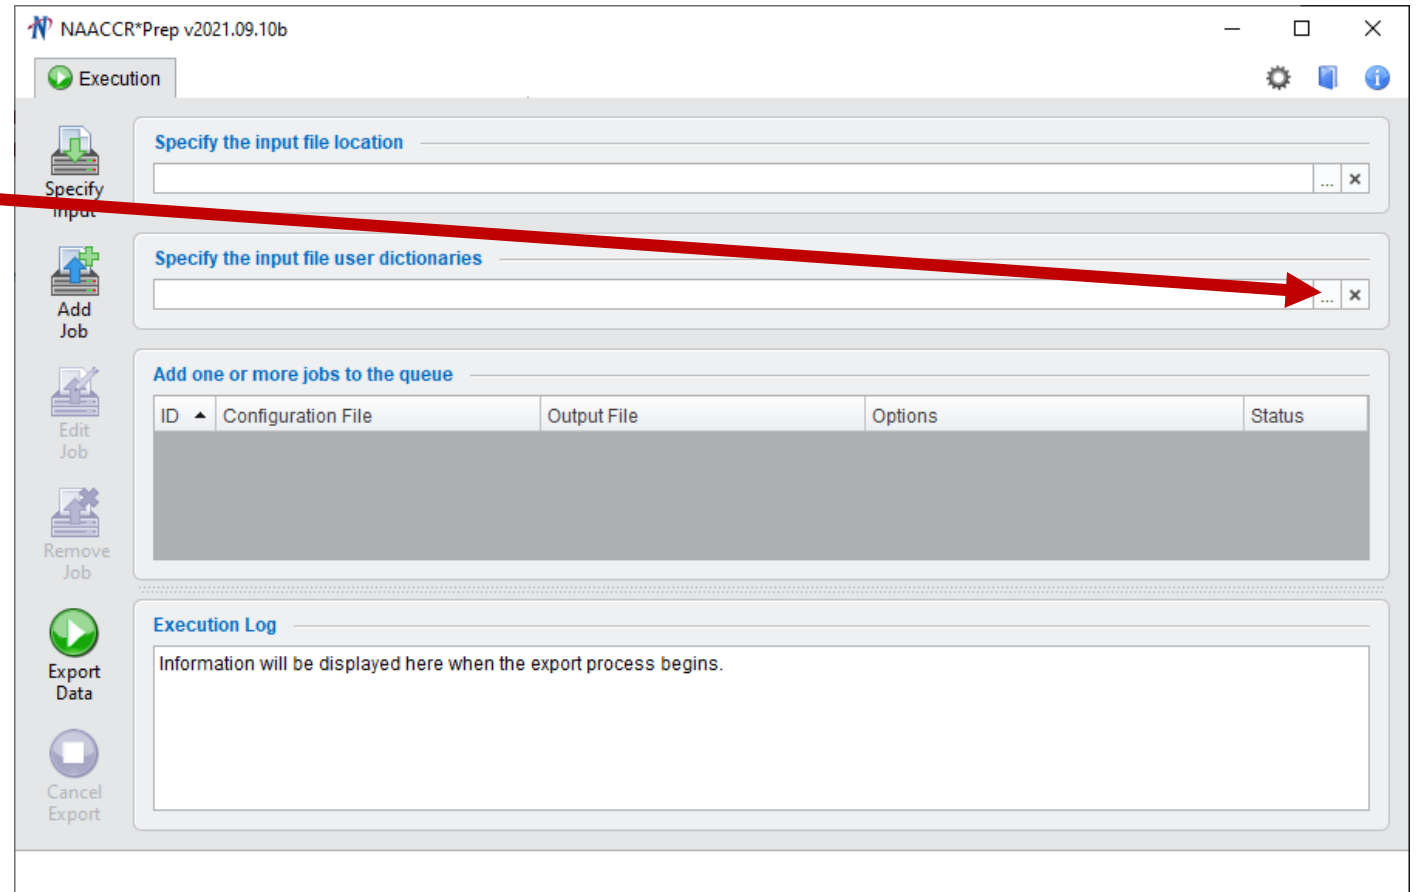 NAACCR*Prep v2021.09.10b
Execution
Specify the input file location
...
Specify
Input
Specify the input file user dictionaries
...
Add
Job
Add one or more jobs to the queue
ID Configuration File Output File Options Status
Edit
Job
Remove
Job
Execution Log
Information will be displayed here when the export process begins.
Export
Data
Cancel
Export